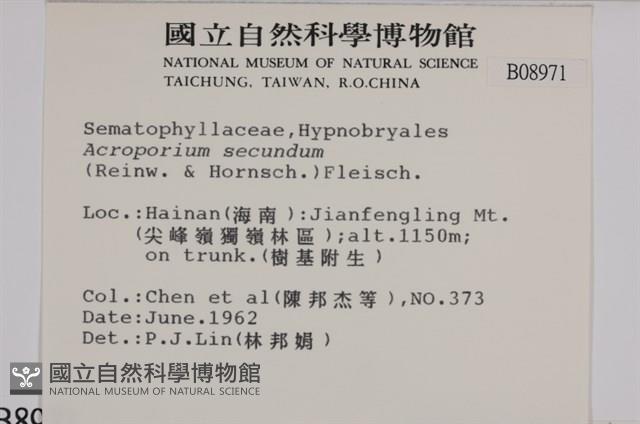 國立自然科學博物館
NATIONAL MUSEUM OF NATURAL SCIENCE
TAICHUNG, TAIWAN, R.O.CHINA
B08971
Sematophyllaceae,Hypnobryales
Acroporium secundum
(Reinw. & Hornsch.)Fleisch.
Loc.:Hainan(海南):Jianfengling Mt.
(尖峰嶺獨嶺林區);alt.1150m;
on trunk.(樹基附生)
Col.:Chen et al(陳邦杰等),NO.373
Date:June.1962
Det.:P.J.Lin(林邦娟)
國立自然科學博物館
NATIONAL MUSEUM OF NATURAL SCIENCE
B89